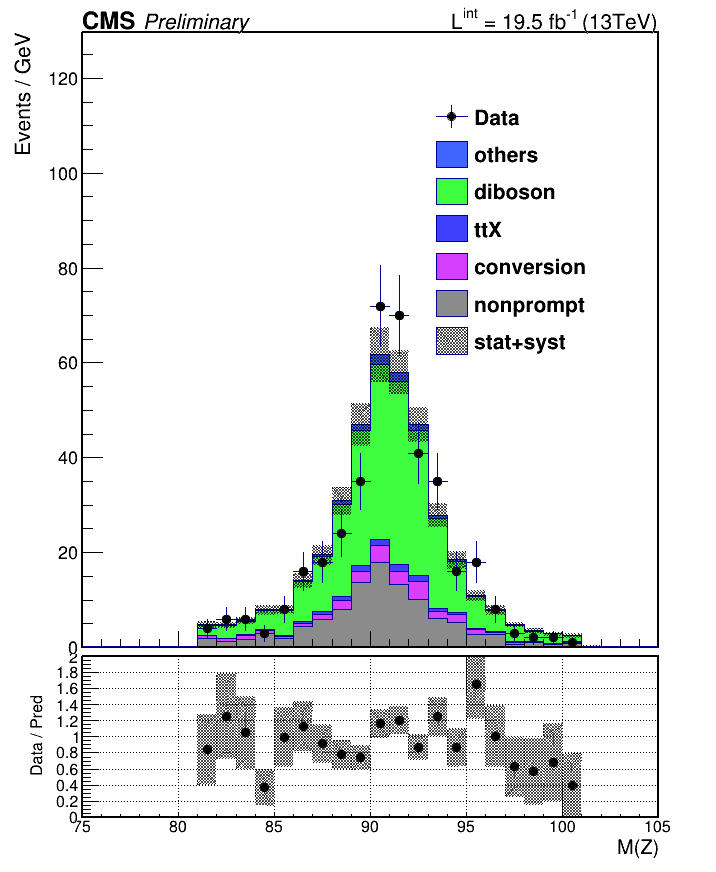 CMS Preliminary
L^int = 19.5 fb^-1 (13TeV)
Events / GeV
120
100
80
60
40
20
0
Data
others
diboson
ttX
conversion
nonprompt
stat+syst
Data / Pred
2
1.8
1.6
1.4
1.2
1
0.8
0.6
0.4
0.2
0
75 80 85 90 95 100 105
M(Z)